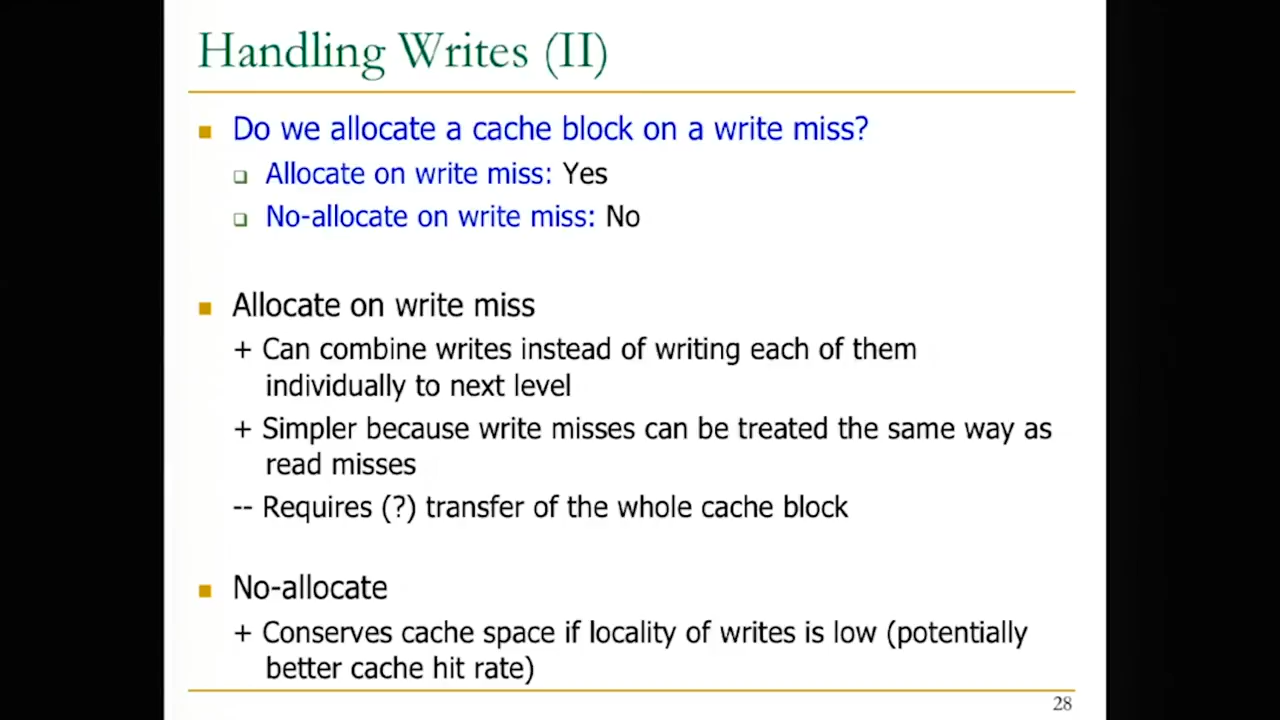 Handling Writes (II)
Do we allocate a cache block on a write miss?
Allocate on write miss: Yes
No-allocate on write miss: No
Allocate on write miss
+ Can combine writes instead of writing each of them
individually to next level
+ Simpler because write misses can be treated the same way as
read misses
-- Requires (?) transfer of the whole cache block
No-allocate
+ Conserves cache space if locality of writes is low (potentially
better cache hit rate)
28